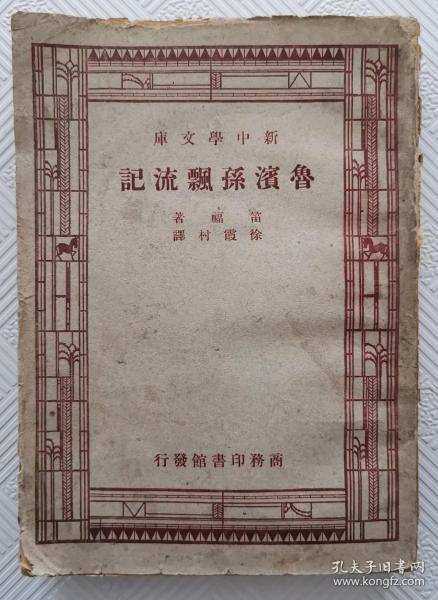 新中學文庫
魯濱孫飄流記
笛福著
徐霞村譯
商務印書館發行
孔夫子旧书网
www.kongfz.com